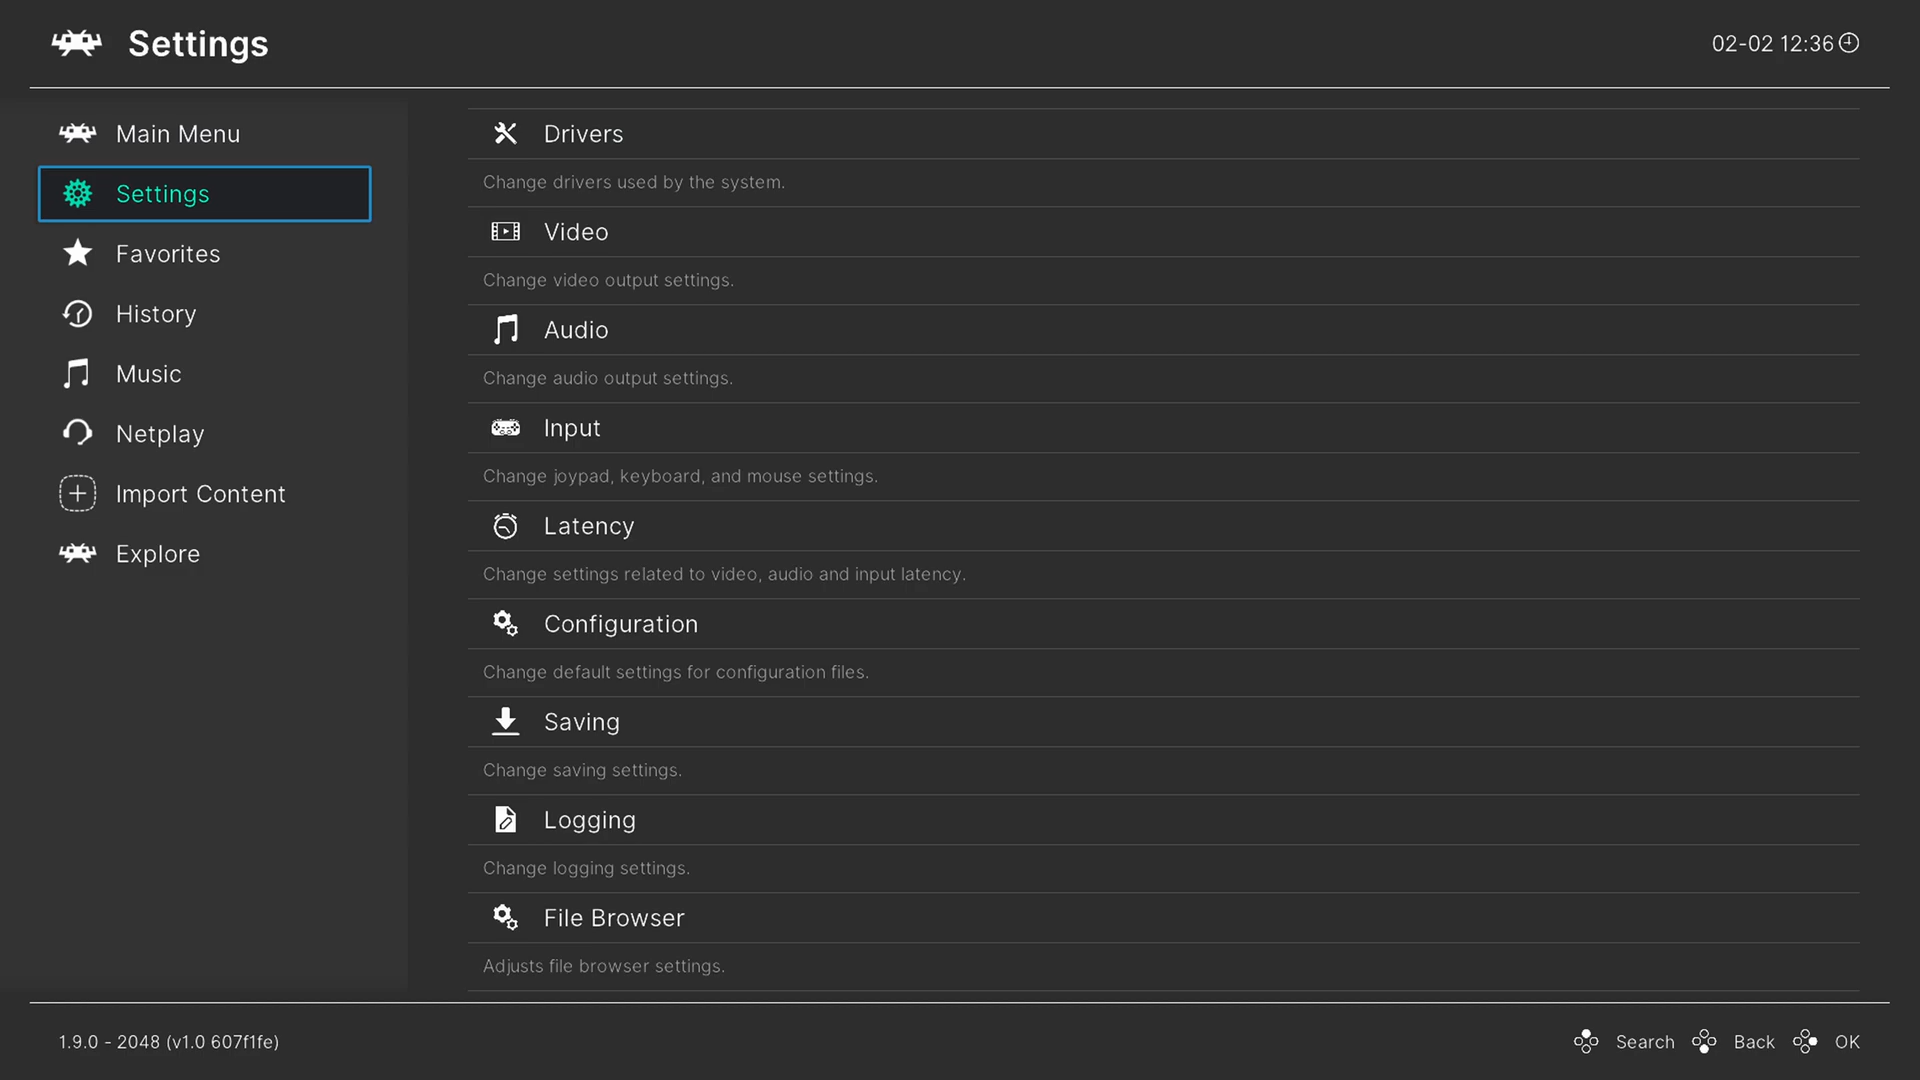 Settings
02-02 12:36
Main Menu
Settings
Favorites
History
Music
Netplay
Import Content
Explore
Drivers
Change drivers used by the system.
Video
Change video output settings.
Audio
Change audio output settings.
Input
Change joypad, keyboard, and mouse settings.
Latency
Change settings related to video, audio and input latency.
Configuration
Change default settings for configuration files.
Saving
Change saving settings.
Logging
Change logging settings.
File Browser
Adjusts file browser settings.
1.9.0 - 2048 (v1.0 607f1fe)
Search Back OK